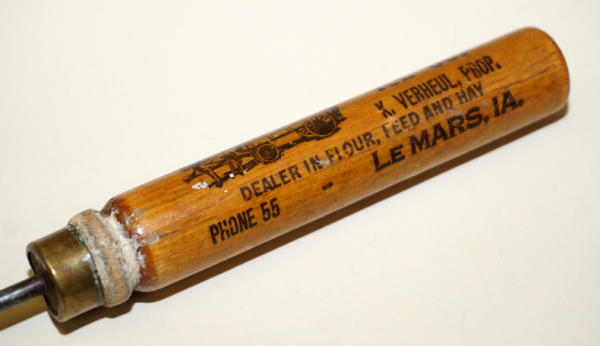 K. VERHEUL, PROP.
DEALER IN FLOUR, FEED AND HAY
PHONE 55 -- LE MARS, IA.